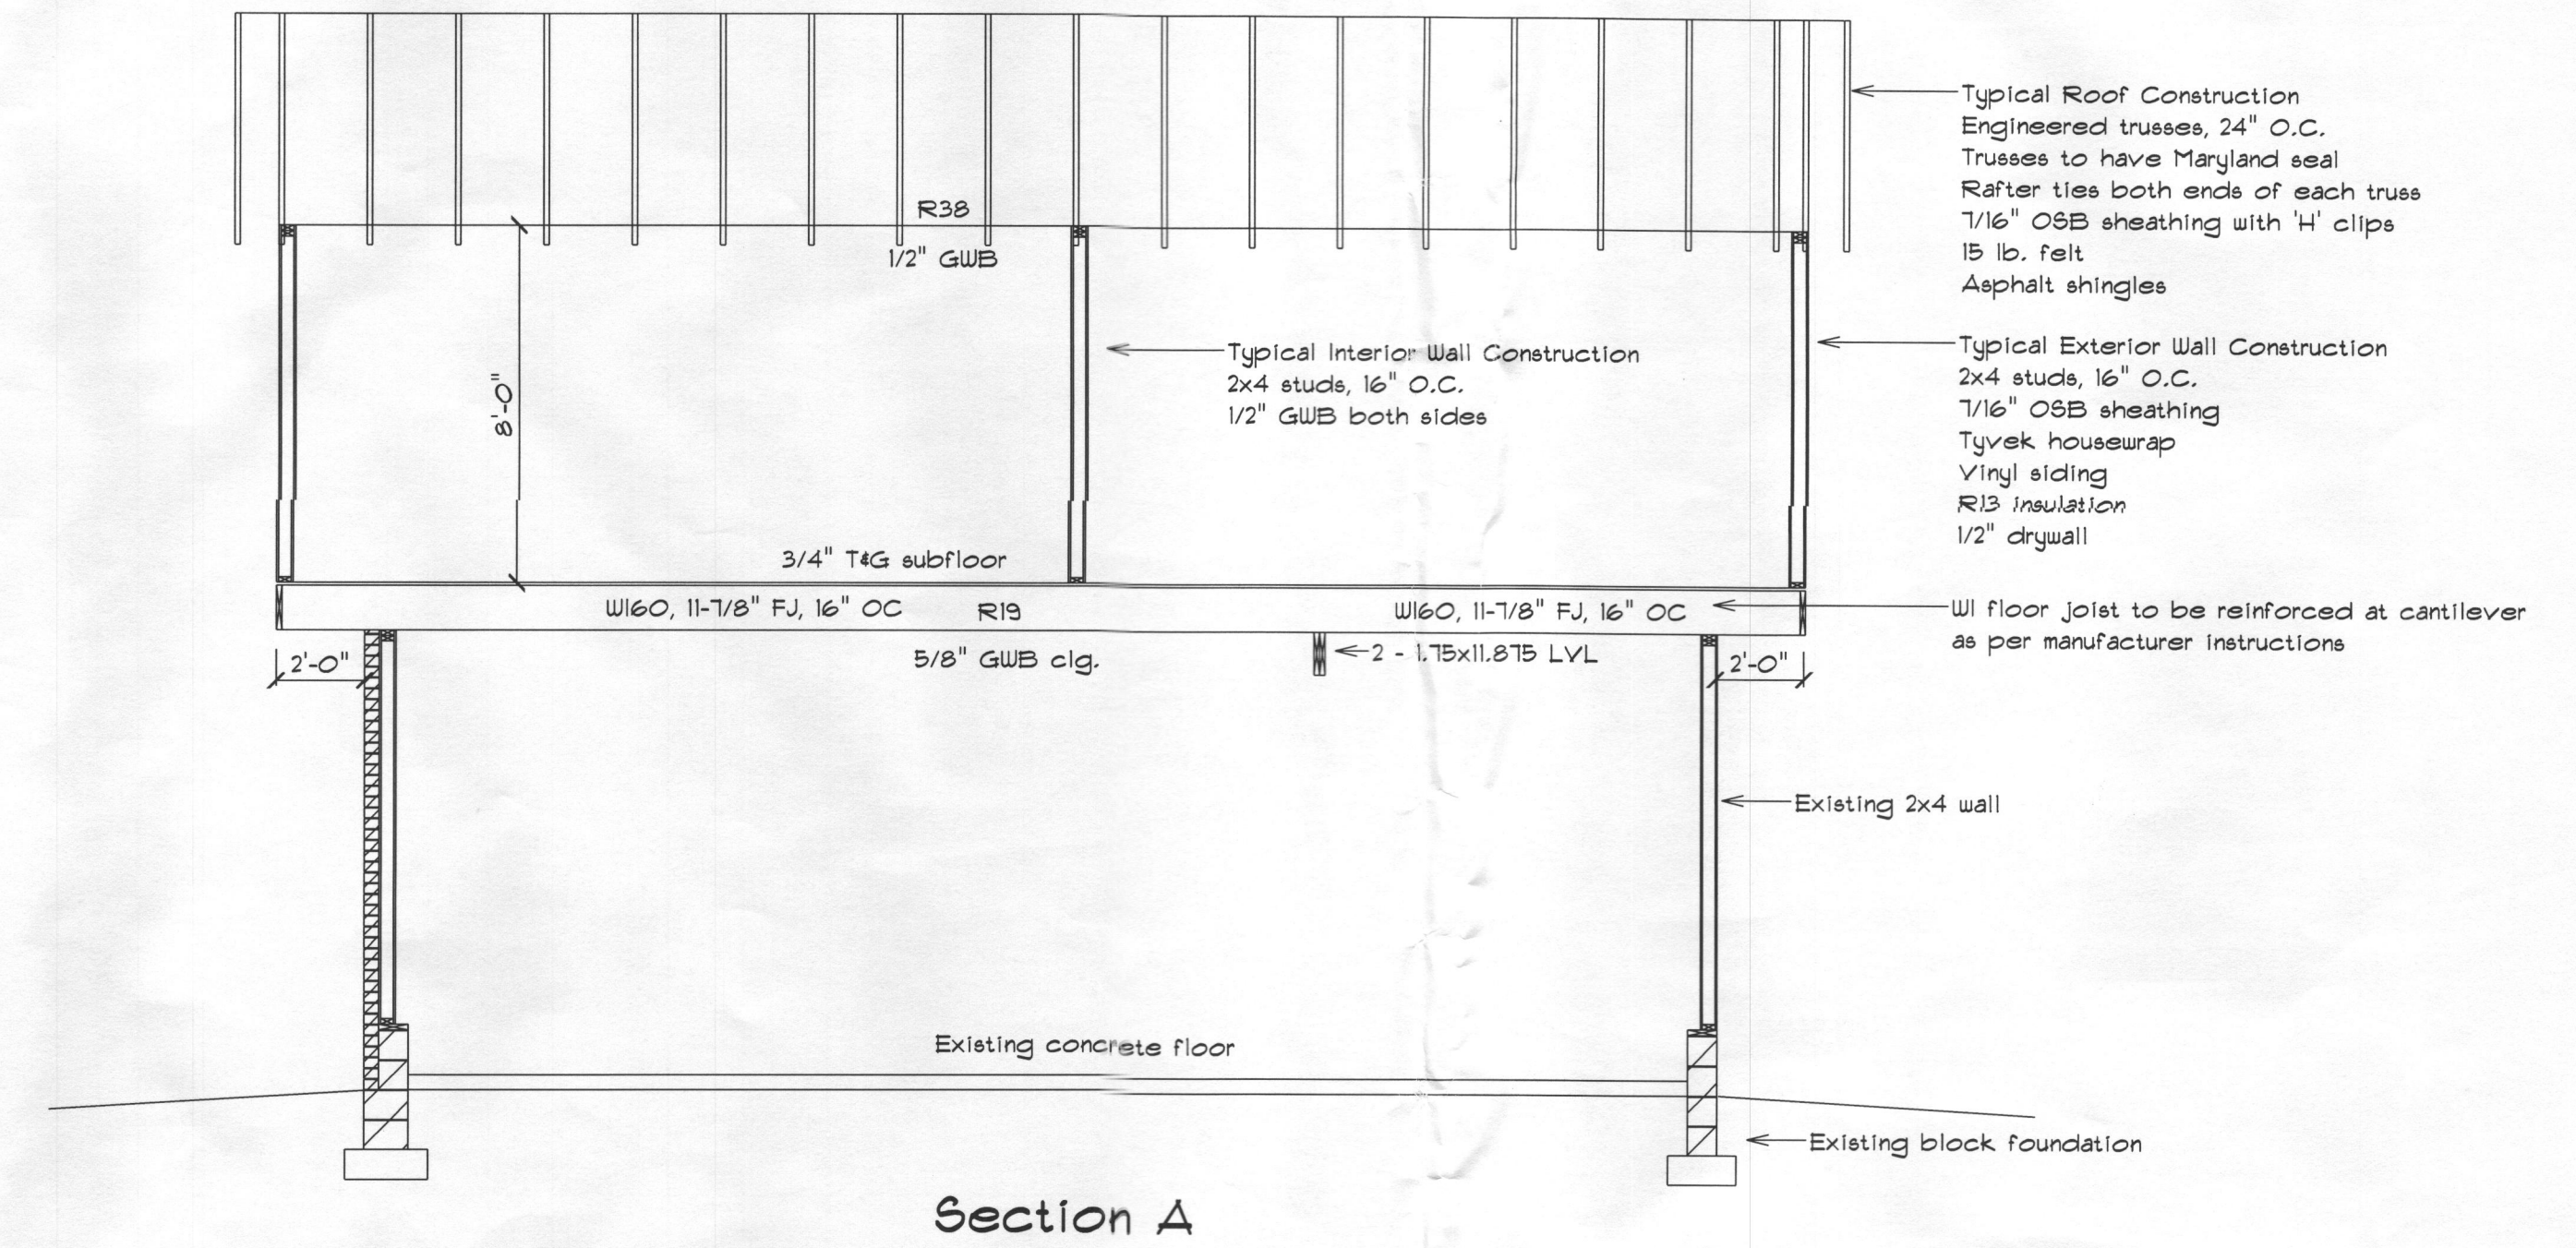 Typical Roof Construction
Engineered trusses, 24" O.C.
Trusses to have Maryland seal
Rafter ties both ends of each truss
7/16" OSB sheathing with 'H' clips
15 lb. felt
Asphalt shingles
R38
1/2" GWB
8'-0"
Typical Interior Wall Construction
2x4 studs, 16" O.C.
1/2" GWB both sides
Typical Exterior Wall Construction
2x4 studs, 16" O.C.
7/16" OSB sheathing
Tyvek housewrap
Vinyl siding
R13 insulation
1/2" drywall
3/4" T&G subfloor
WI60, 11-7/8" FJ, 16" OC
R19
WI60, 11-7/8" FJ, 16" OC
WI floor joist to be reinforced at cantilever
as per manufacturer instructions
2'-0"
5/8" GWB clg.
2 - 1.75x11.875 LVL
2'-0"
Existing 2x4 wall
Existing concrete floor
Existing block foundation
Section A